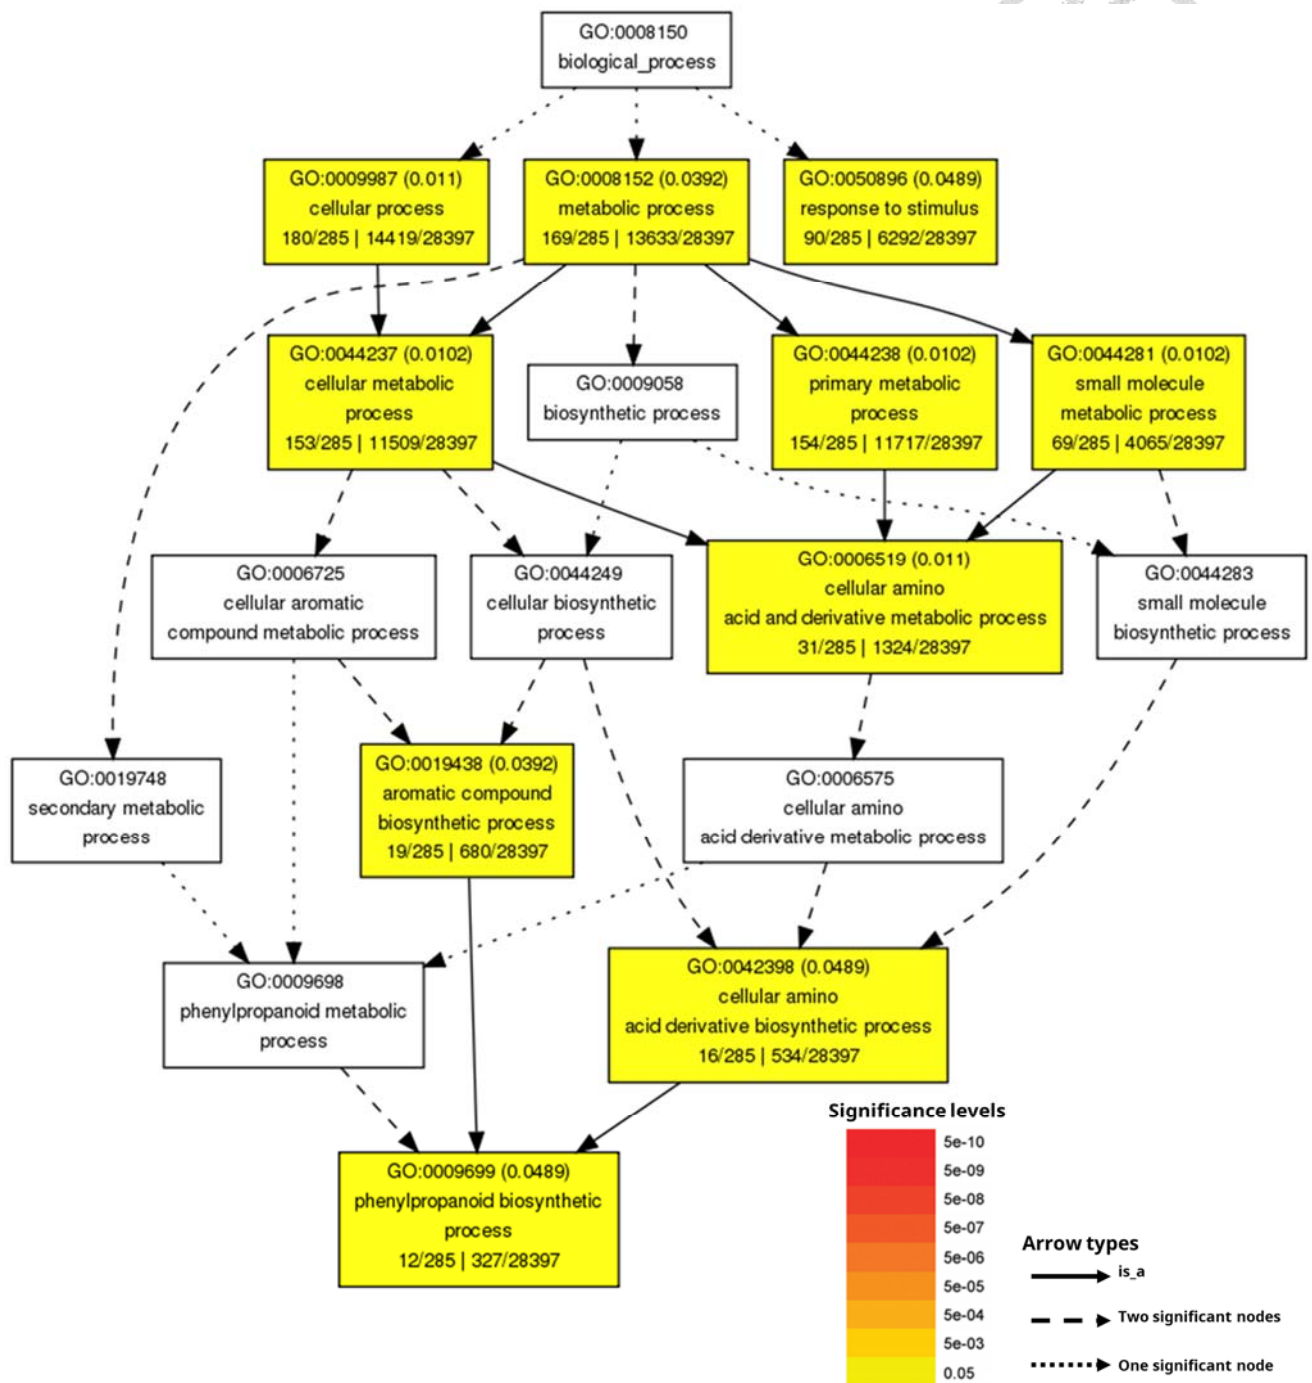 GO:0008150
biological_process
GO:0009987 (0.011)
cellular process
180/285 | 14419/28397
GO:0008152 (0.0392)
metabolic process
169/285 | 13633/28397
GO:0050896 (0.0489)
response to stimulus
90/285 | 6292/28397
GO:0044237 (0.0102)
cellular metabolic
process
153/285 | 11509/28397
GO:0009058
biosynthetic process
GO:0044238 (0.0102)
primary metabolic
process
154/285 | 11717/28397
GO:0044281 (0.0102)
small molecule
metabolic process
69/285 | 4065/28397
GO:0006725
cellular aromatic
compound metabolic process
GO:0044249
cellular biosynthetic
process
GO:0006519 (0.011)
cellular amino
acid and derivative metabolic process
31/285 | 1324/28397
GO:0044283
small molecule
biosynthetic process
GO:0019748
secondary metabolic
process
GO:0019438 (0.0392)
aromatic compound
biosynthetic process
19/285 | 680/28397
GO:0006575
cellular amino
acid derivative metabolic process
GO:0009698
phenylpropanoid metabolic
process
GO:0042398 (0.0489)
cellular amino
acid derivative biosynthetic process
16/285 | 534/28397
GO:0009699 (0.0489)
phenylpropanoid biosynthetic
process
12/285 | 327/28397
Significance levels
5e-10
5e-09
5e-08
5e-07
5e-06
5e-05
5e-04
5e-03
0.05
Arrow types
is_a
Two significant nodes
One significant node